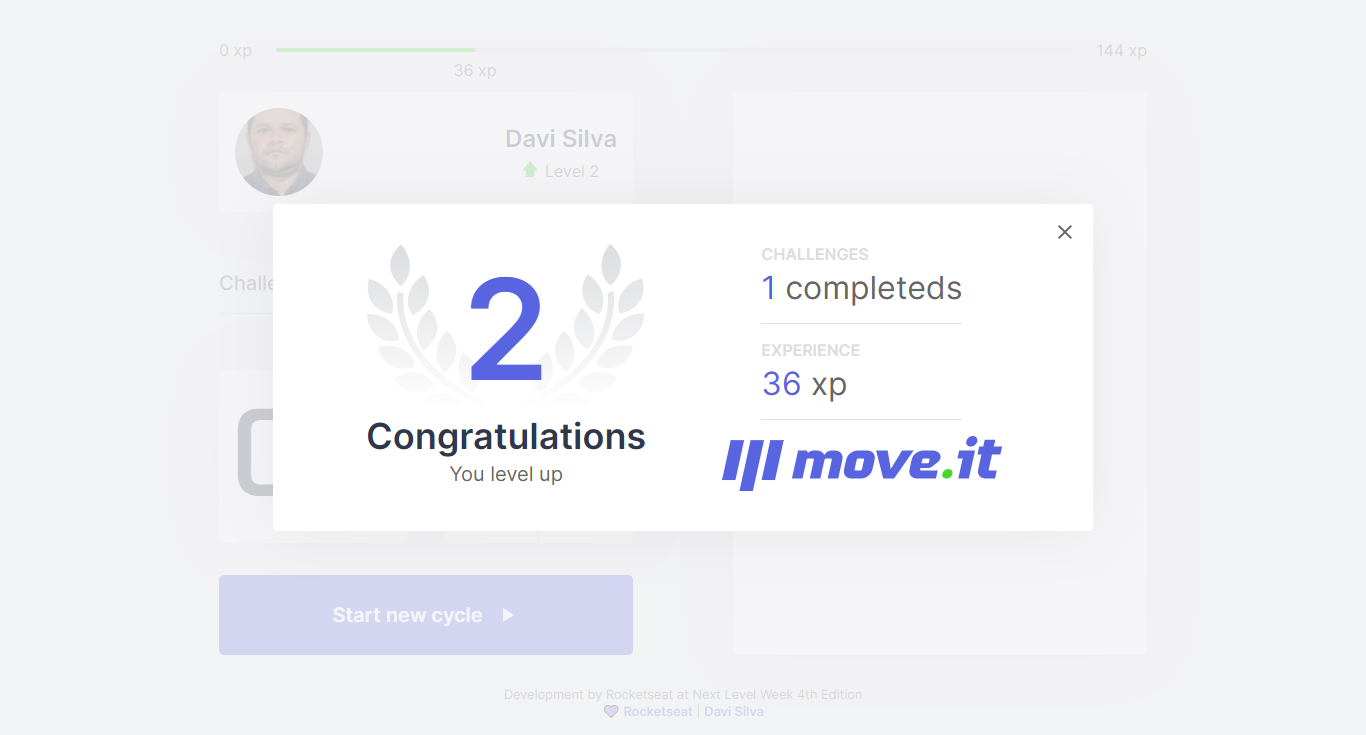 0 xp
144 xp
36 xp
Davi Silva
Level 2
Challe
2
Congratulations
You level up
CHALLENGES
1 completeds
EXPERIENCE
36 xp
move.it
Start new cycle
Development by Rocketseat at Next Level Week 4th Edition
Rocketseat | Davi Silva